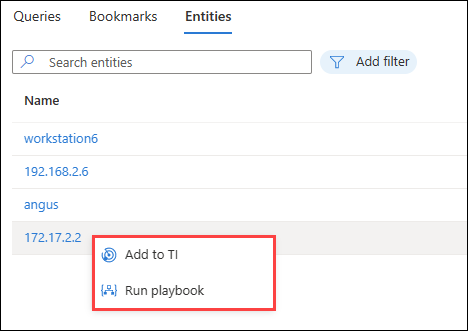 Queries Bookmarks Entities
Search entities Add filter
Name
workstation6
192.168.2.6
angus
172.17.2.2
Add to TI
Run playbook